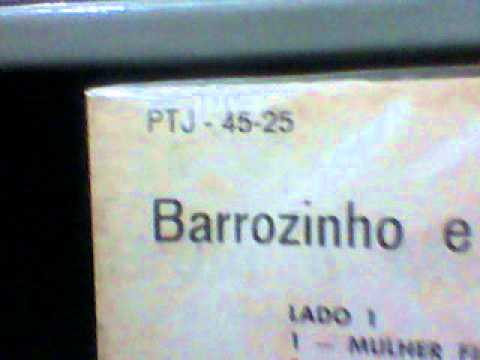 PTJ - 45-25
Barrozinho e
LADO 1
1 - MULHER